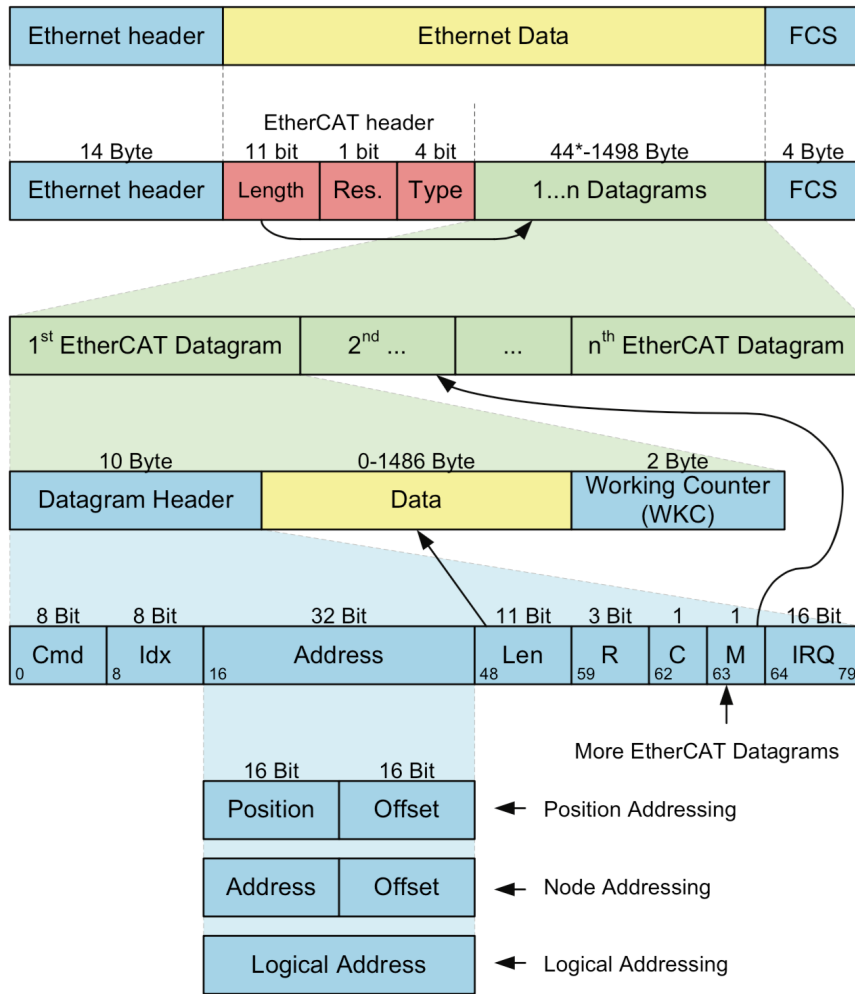 Ethernet header Ethernet Data FCS
EtherCAT header
14 Byte 11 bit 1 bit 4 bit 44*-1498 Byte 4 Byte
Ethernet header Length Res. Type 1...n Datagrams FCS
1st EtherCAT Datagram 2nd ... ... nth EtherCAT Datagram
10 Byte 0-1486 Byte 2 Byte
Datagram Header Data Working Counter
(WKC)
8 Bit 8 Bit 32 Bit 11 Bit 3 Bit 1 1 16 Bit
Cmd Idx Address Len R C M IRQ
0 8 16 48 59 62 63 64 79
More EtherCAT Datagrams
16 Bit 16 Bit
Position Offset Position Addressing
Address Offset Node Addressing
Logical Address Logical Addressing